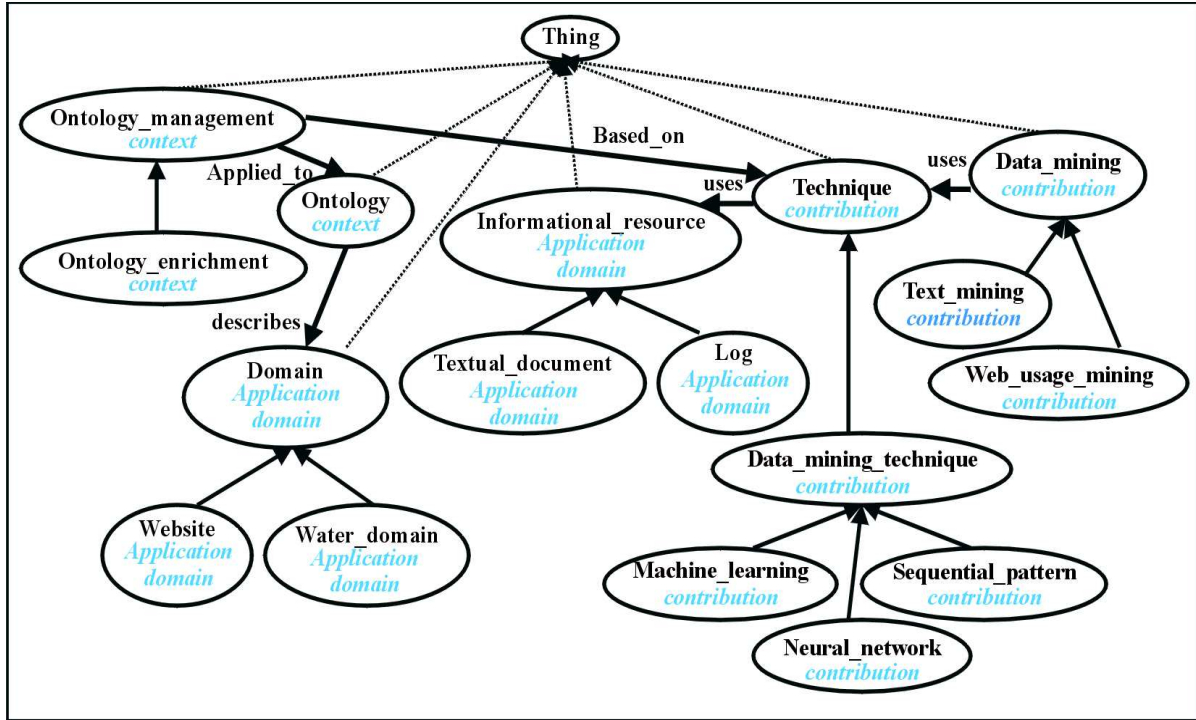 Thing
Ontology_management
context
Based_on
Data_mining
contribution
uses
Applied_to
Technique
contribution
uses
Ontology
context
Informational_resource
Application
domain
Ontology_enrichment
context
Text_mining
contribution
describes
Domain
Application
domain
Textual_document
Application
domain
Log
Application
domain
Web_usage_mining
contribution
Data_mining_technique
contribution
Website
Application
domain
Water_domain
Application
domain
Machine_learning
contribution
Sequential_pattern
contribution
Neural_network
contribution